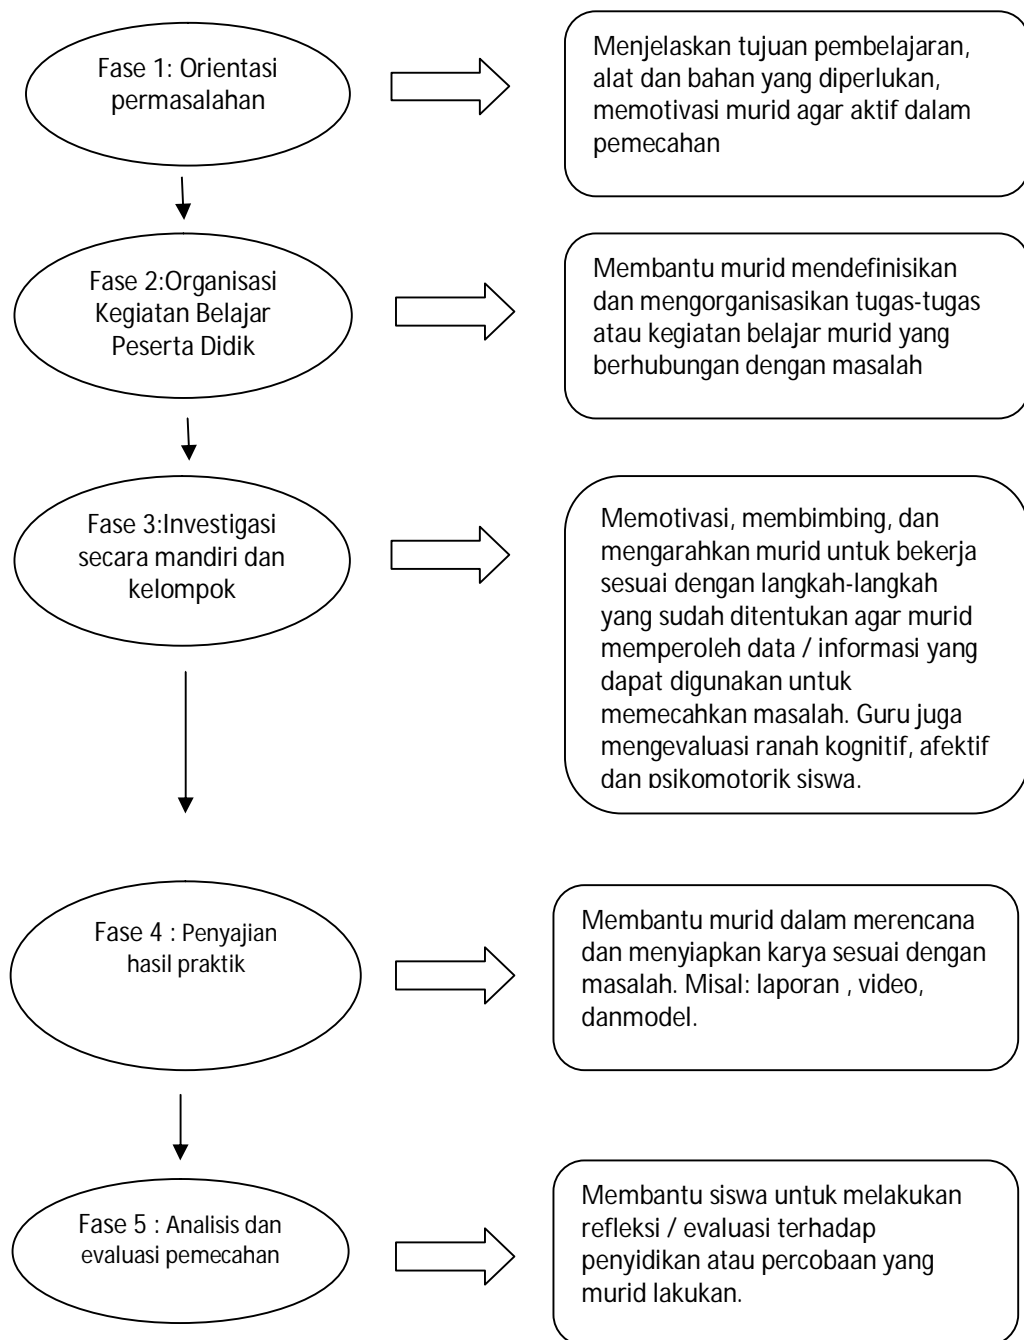 Fase 1: Orientasi
permasalahan
Menjelaskan tujuan pembelajaran,
alat dan bahan yang diperlukan,
memotivasi murid agar aktif dalam
pemecahan
Fase 2:Organisasi
Kegiatan Belajar
Peserta Didik
Membantu murid mendefinisikan
dan mengorganisasikan tugas-tugas
atau kegiatan belajar murid yang
berhubungan dengan masalah
Fase 3:Investigasi
secara mandiri dan
kelompok
Memotivasi, membimbing, dan
mengarahkan murid untuk bekerja
sesuai dengan langkah-langkah
yang sudah ditentukan agar murid
memperoleh data / informasi yang
dapat digunakan untuk
memecahkan masalah. Guru juga
mengevaluasi ranah kognitif, afektif
dan psikomotorik siswa.
Fase 4 : Penyajian
hasil praktik
Membantu murid dalam merencana
dan menyiapkan karya sesuai dengan
masalah. Misal: laporan , video,
danmodel.
Fase 5 : Analisis dan
evaluasi pemecahan
Membantu siswa untuk melakukan
refleksi / evaluasi terhadap
penyidikan atau percobaan yang
murid lakukan.